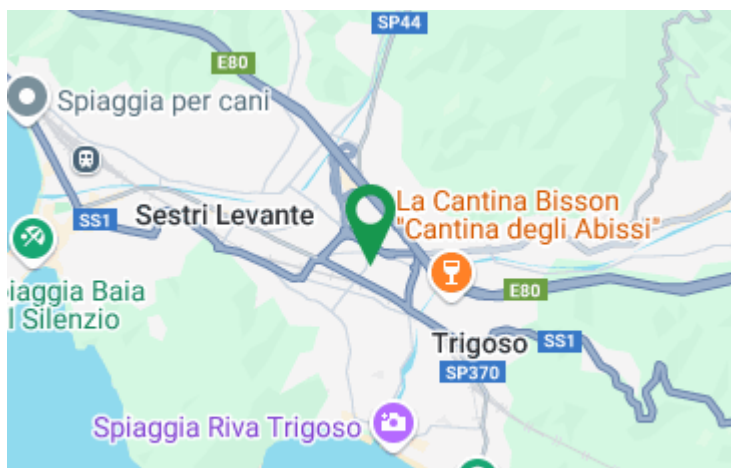 SP44
E80
Spiaggia per cani
La Cantina Bisson
"Cantina degli Abissi"
Sestri Levante
SS1
iaggia Baia
l Silenzio
E80
Trigoso
SS1
SP370
Spiaggia Riva Trigoso